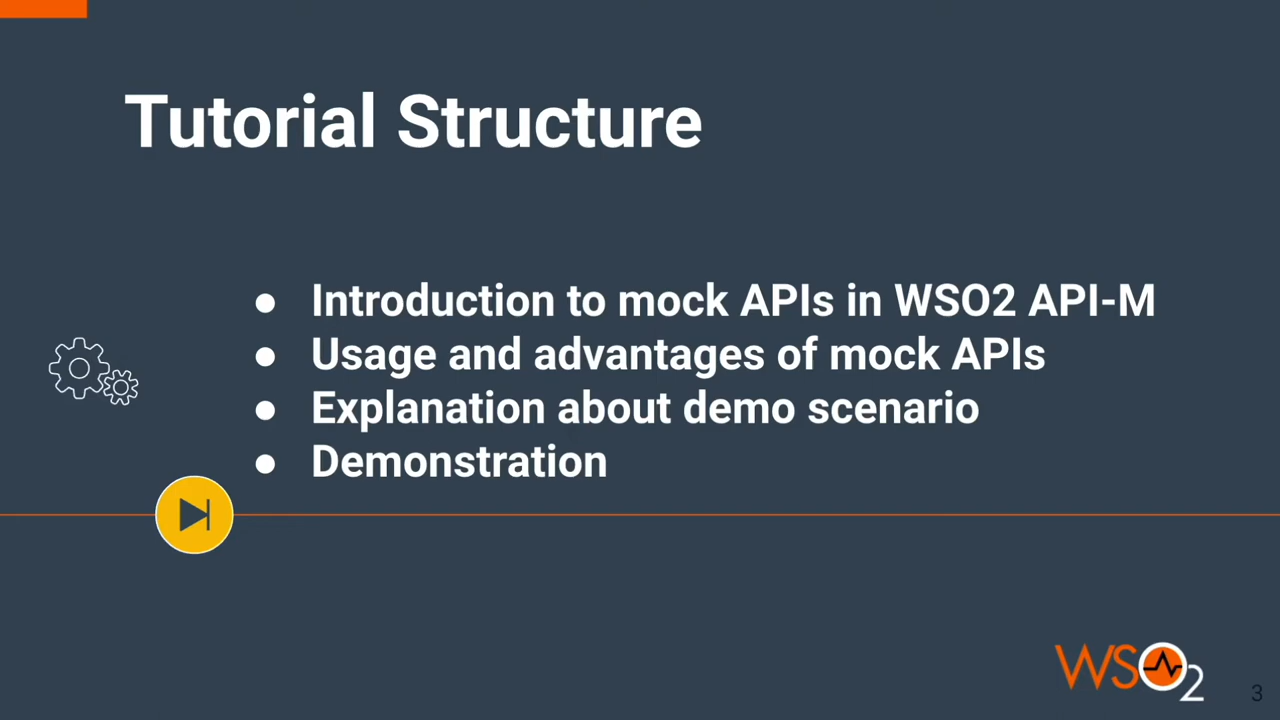 Tutorial Structure
● Introduction to mock APIs in WSO2 API-M
● Usage and advantages of mock APIs
● Explanation about demo scenario
● Demonstration
WSO2
3